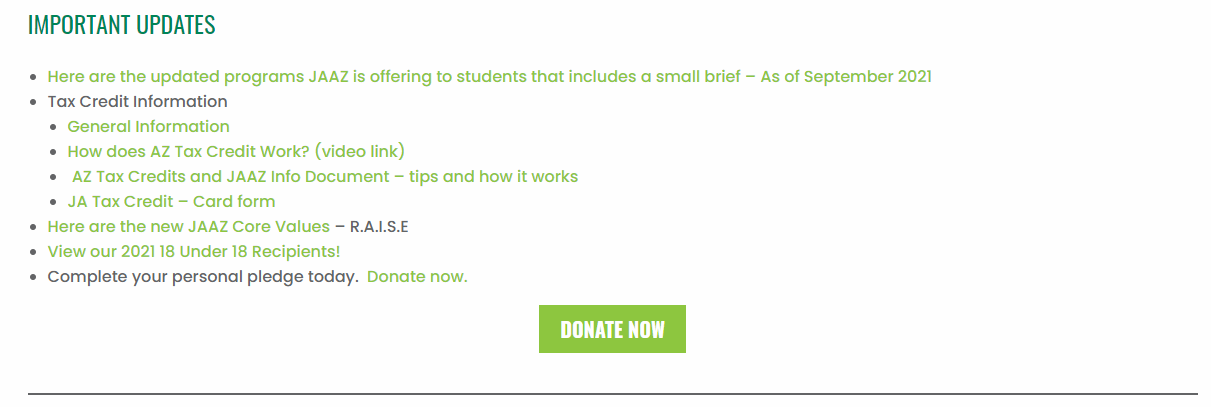 IMPORTANT UPDATES
Here are the updated programs JAAZ is offering to students that includes a small brief – As of September 2021
Tax Credit Information
General Information
How does AZ Tax Credit Work? (video link)
AZ Tax Credits and JAAZ Info Document – tips and how it works
JA Tax Credit – Card form
Here are the new JAAZ Core Values – R.A.I.S.E
View our 2021 18 Under 18 Recipients!
Complete your personal pledge today. Donate now.
DONATE NOW